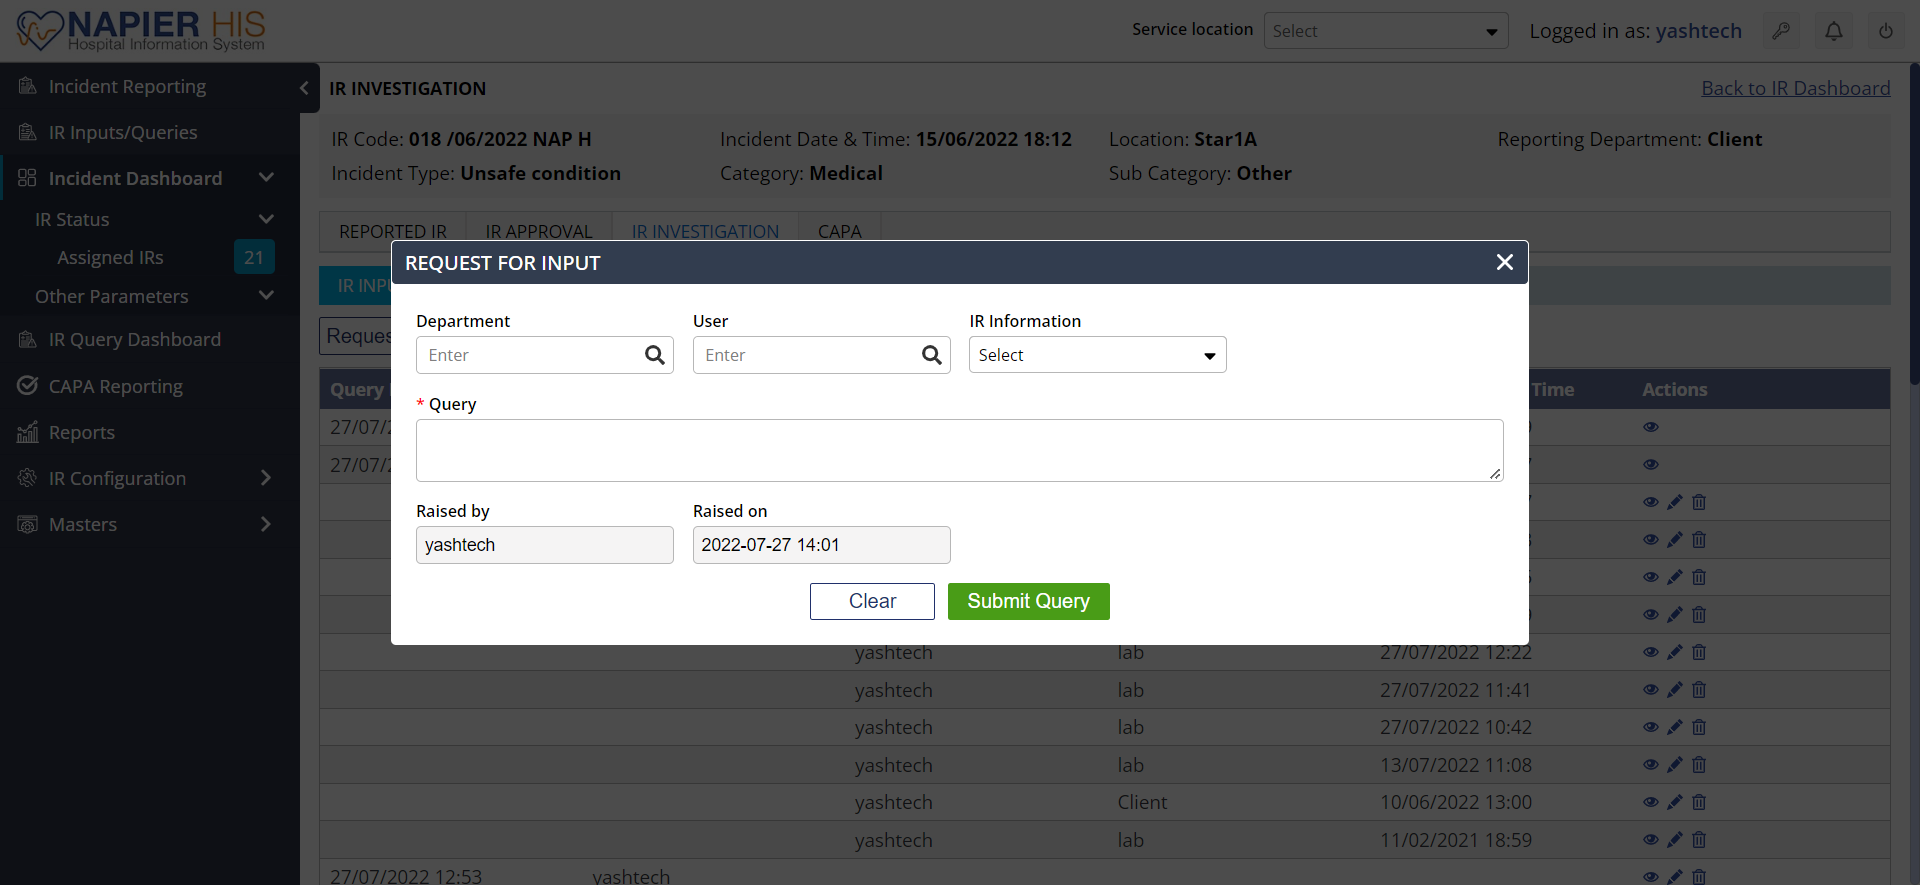 NAPIER HIS
Hospital Information System
Service location
Select
Logged in as: yashtech
Incident Reporting
IR Inputs/Queries
Incident Dashboard
IR Status
Assigned IRs 21
Other Parameters
IR Query Dashboard
CAPA Reporting
Reports
IR Configuration
Masters
IR INVESTIGATION
Back to IR Dashboard
IR Code: 018 /06/2022 NAP H
Incident Date & Time: 15/06/2022 18:12
Location: Star1A
Reporting Department: Client
Incident Type: Unsafe condition
Category: Medical
Sub Category: Other
REPORTED IR IR APPROVAL IR INVESTIGATION CAPA
REQUEST FOR INPUT
Department
Enter
User
Enter
IR Information
Select
* Query
Raised by
yashtech
Raised on
2022-07-27 14:01
Clear Submit Query
Query Time Actions
yashtech lab 27/07/2022 12:22
yashtech lab 27/07/2022 11:41
yashtech lab 27/07/2022 10:42
yashtech lab 13/07/2022 11:08
yashtech Client 10/06/2022 13:00
yashtech lab 11/02/2021 18:59
27/07/2022 12:53 yashtech